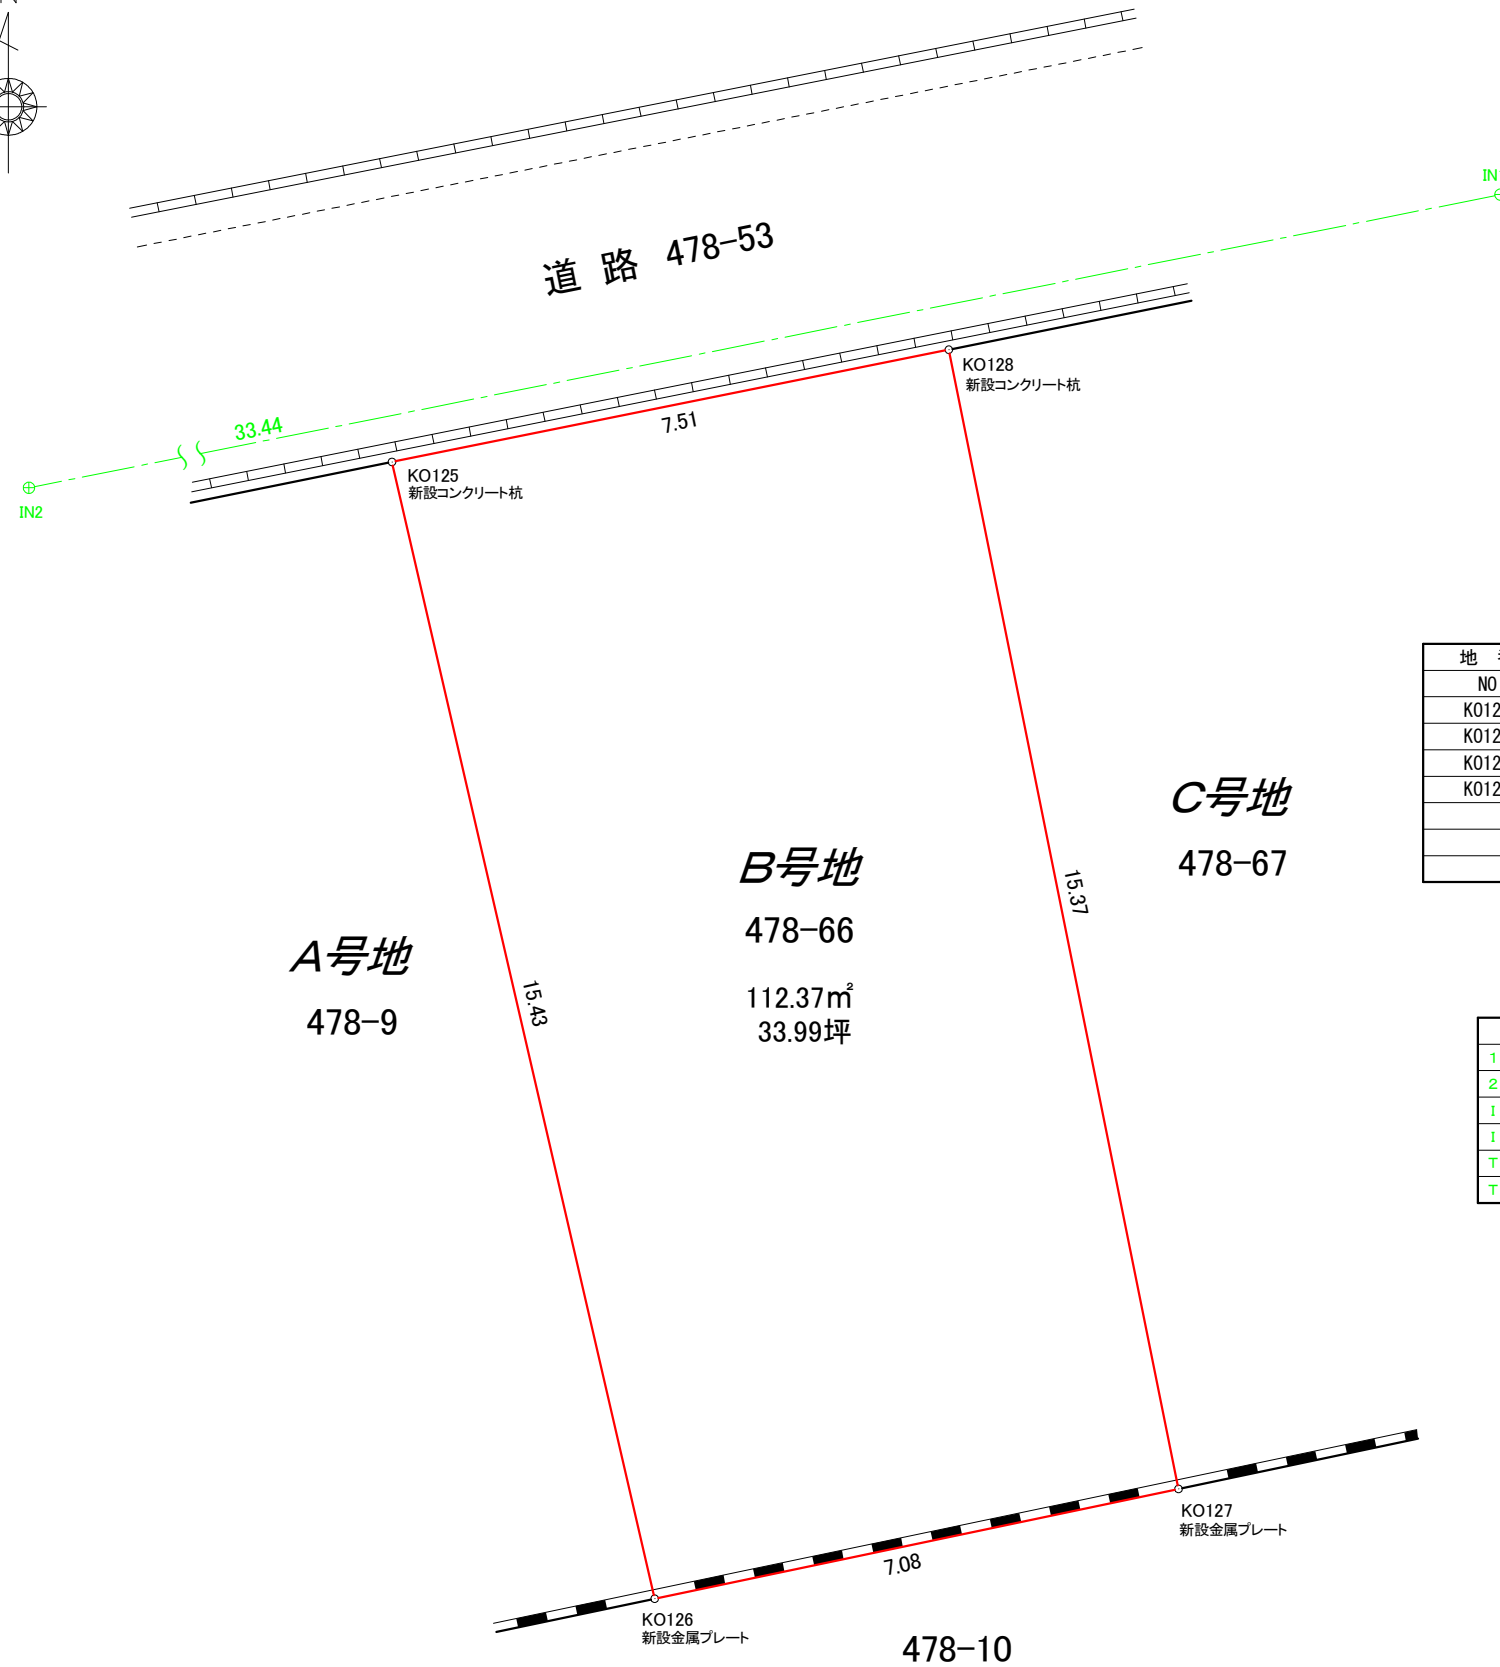 N
道 路 478-53
IN
33.44
IN2
7.51
KO128
新設コンクリート杭
KO125
新設コンクリート杭
地
NO
KO12
KO12
KO12
KO12
C号地
478-67
B号地
478-66
112.37㎡
33.99坪
15.37
A号地
478-9
15.43
1
2
I
I
T
T
KO127
新設金属プレート
7.08
KO126
新設金属プレート
478-10